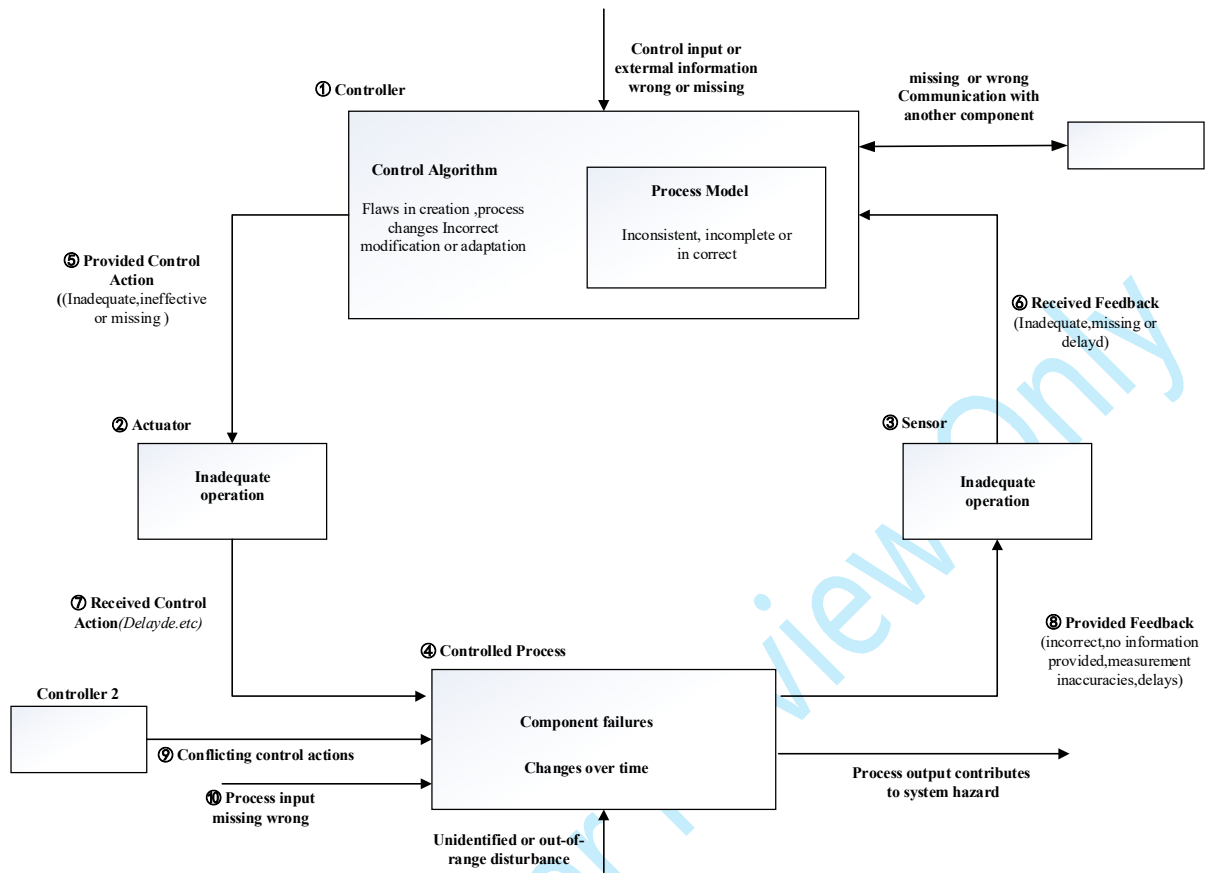 Control input or
external information
wrong or missing
① Controller
missing or wrong
Communication with
another component
Control Algorithm
Flaws in creation ,process
changes Incorrect
modification or adaptation
Process Model
Inconsistent, incomplete or
in correct
⑤ Provided Control
Action
((Inadequate,ineffective
or missing )
⑥ Received Feedback
(Inadequate,missing or
delayd)
② Actuator
Inadequate
operation
③ Sensor
Inadequate
operation
⑦ Received Control
Action(Delayde.etc)
⑧ Provided Feedback
(incorrect,no information
provided,measurement
inaccuracies,delays)
④ Controlled Process
Component failures
Changes over time
Controller 2
⑨ Conflicting control actions
⑩ Process input
missing wrong
Process output contributes
to system hazard
Unidentified or out-of-
range disturbance
view Only